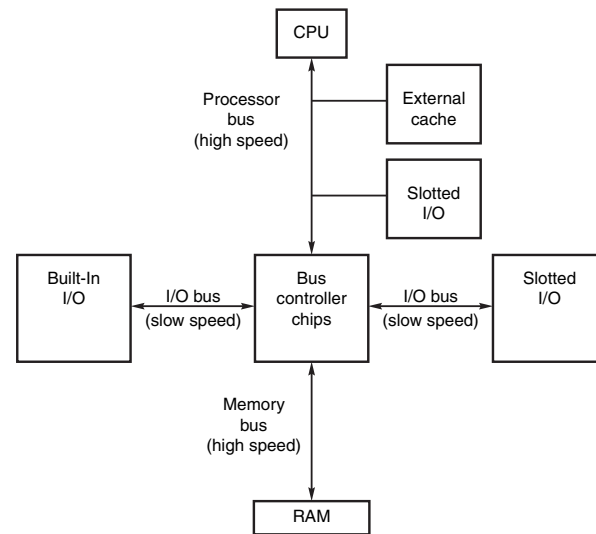 CPU
Processor
bus
(high speed)
External
cache
Slotted
I/O
Built-In
I/O
I/O bus
(slow speed)
Bus
controller
chips
I/O bus
(slow speed)
Slotted
I/O
Memory
bus
(high speed)
RAM